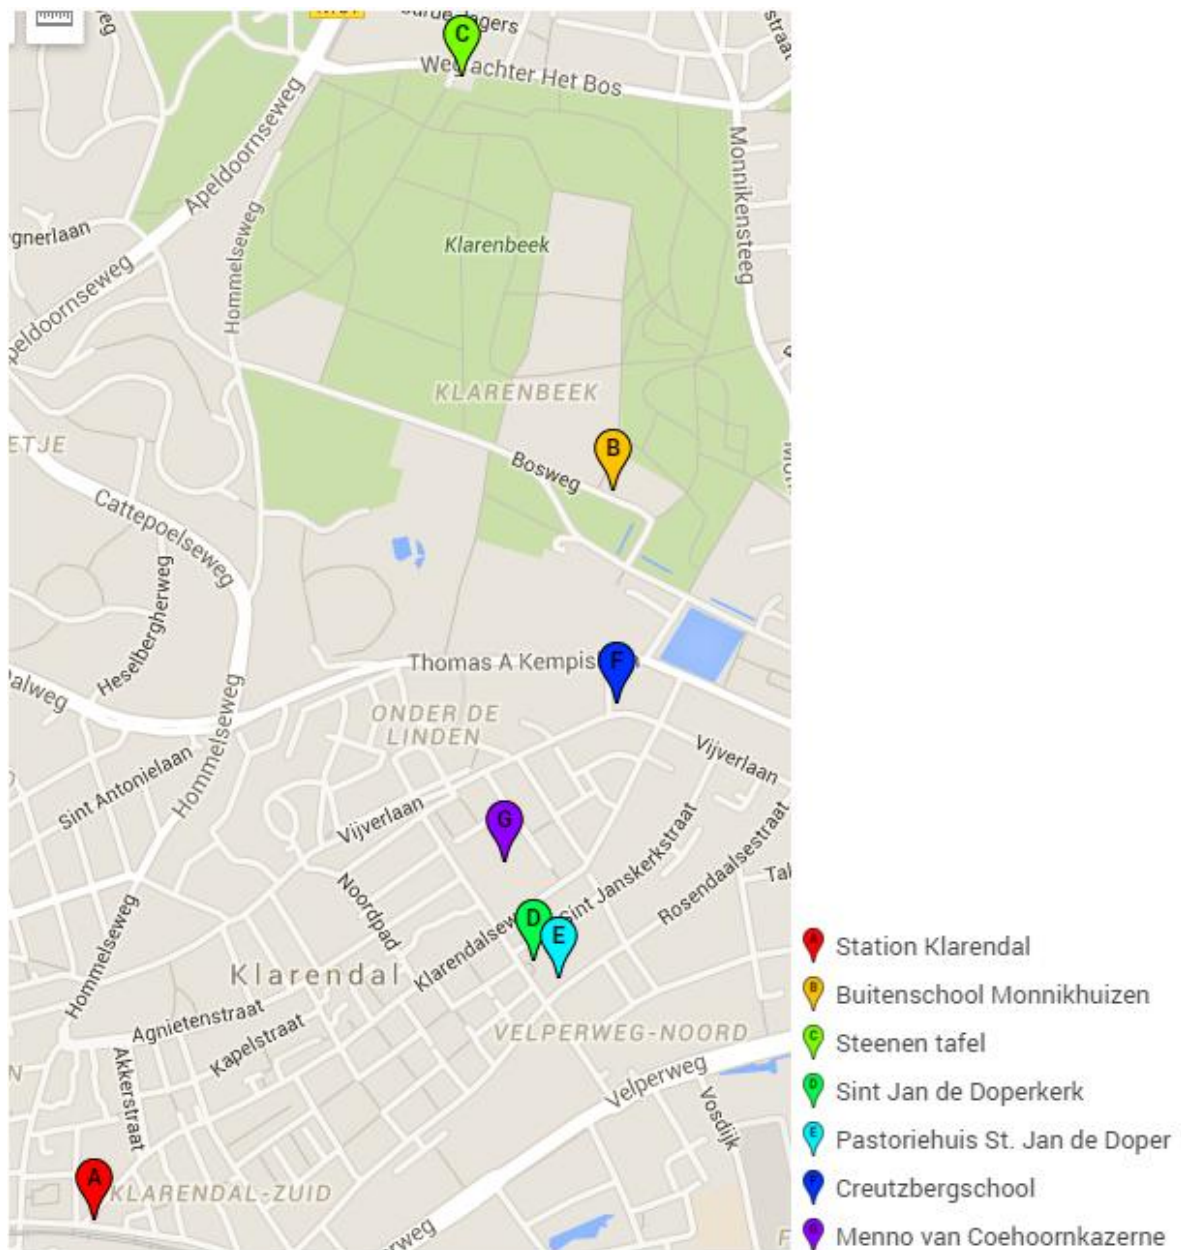 C
Weg achter Het Bos
Apeldoornseweg
Monnikensteeg
Hommelseweg
Klarenbeek
KLARENBEEK
B
Bosweg
Cattepoelseweg
Heselbergherweg
Thomas A Kempis
F
ONDER DE
LINDEN
Hommelseweg
Sint Antonielaan
Vijverlaan
Vijverlaan
G
Noordpad
Sint Janskerkstraat
Rosendaalsestraat
D
E
Klarendalsew
Hommelseweg
Klarendal
Agnietenstraat
Kapelstraat
Akkerstraat
VELPERWEG-NOORD
Velperweg
Vosdijk
A
KLARENDAL-ZUID
A Station Klarendal
B Buitenschool Monnikhuizen
C Steenen tafel
D Sint Jan de Doperkerk
E Pastoriehuis St. Jan de Doper
F Creutzbergschool
G Menno van Coehoornkazerne